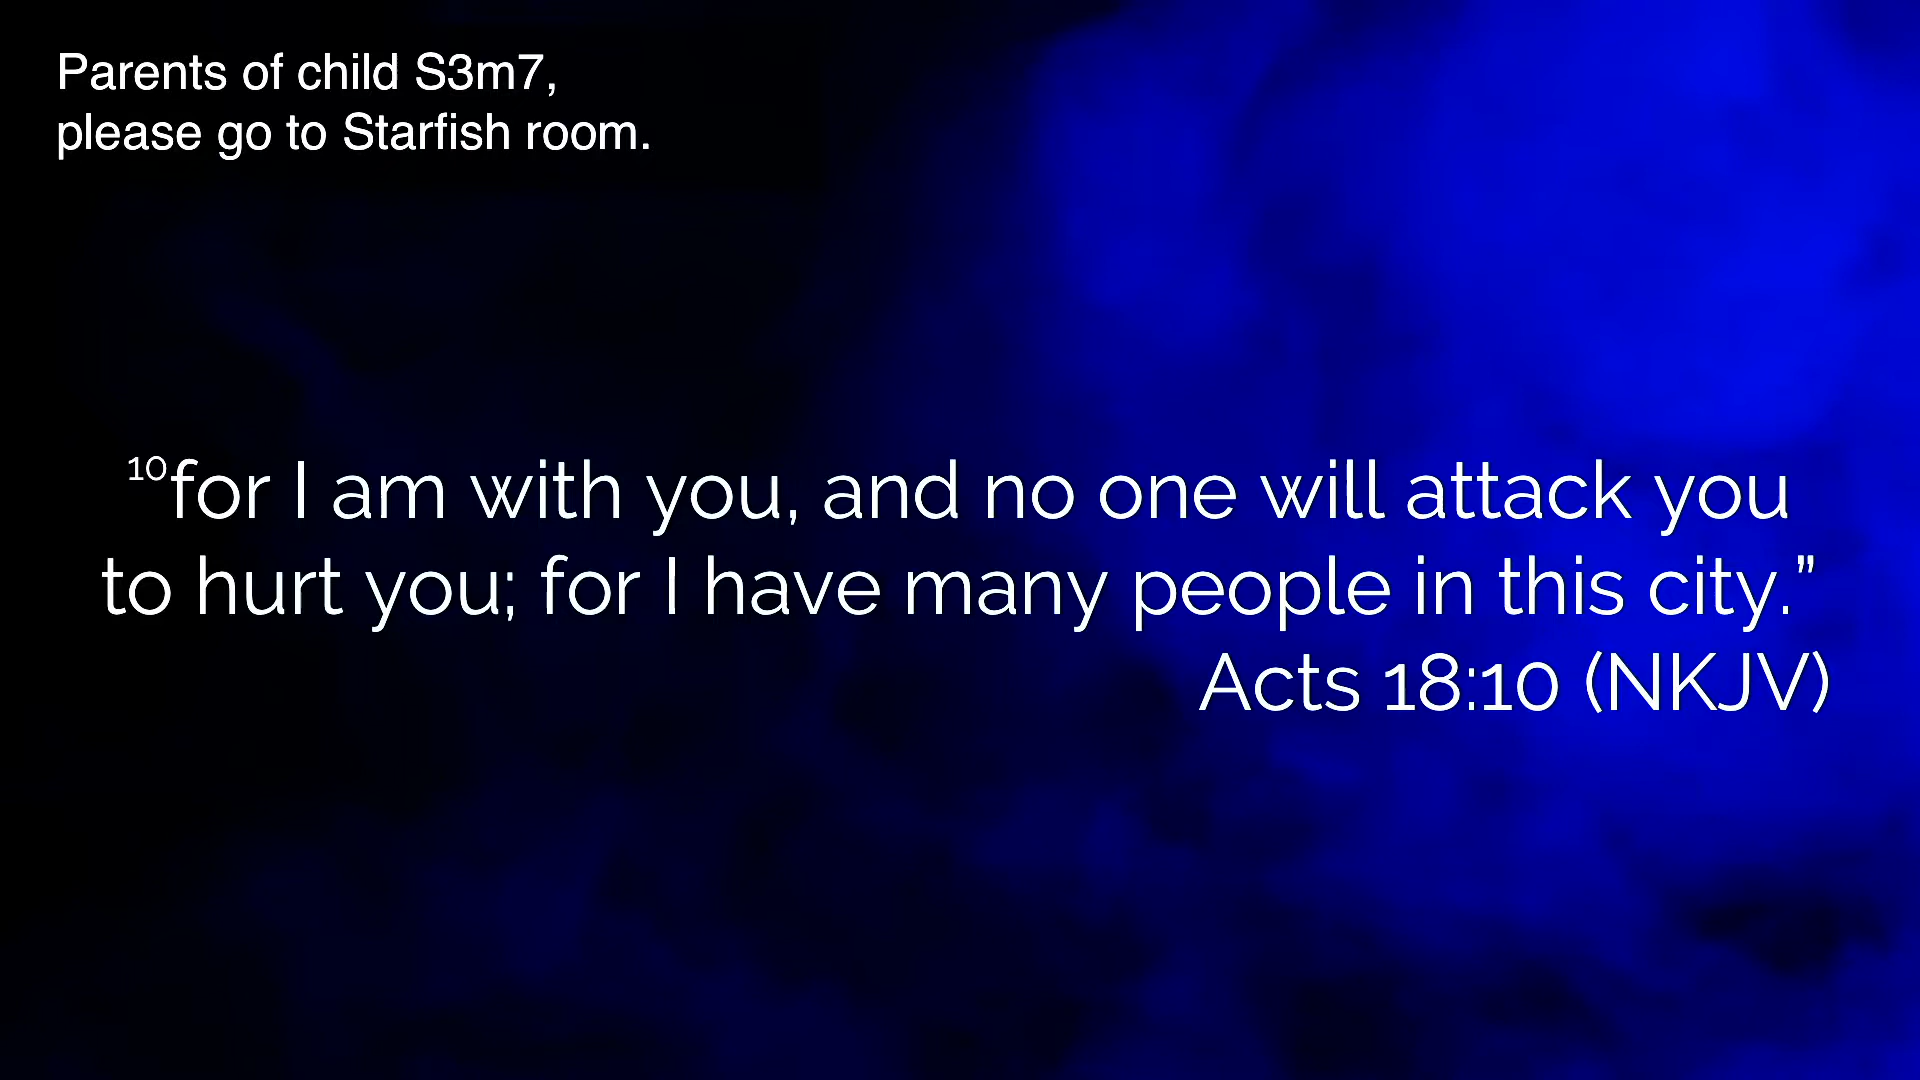 Parents of child S3m7,
please go to Starfish room.
¹⁰for I am with you, and no one will attack you
to hurt you; for I have many people in this city.”
Acts 18:10 (NKJV)